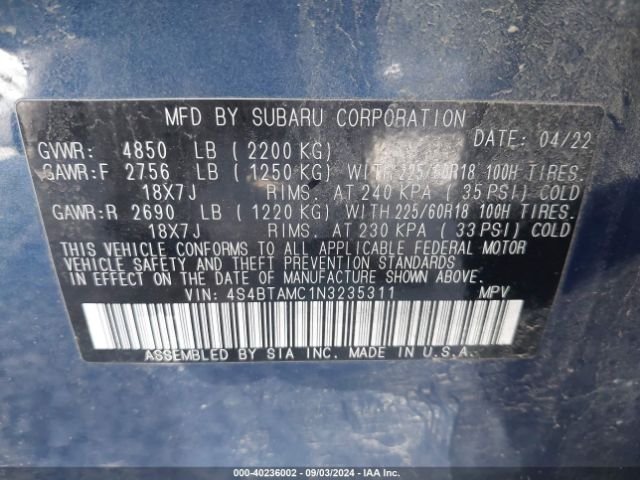 MFD BY SUBARU CORPORATION
DATE: 04/22
GVWR: 4850 LB (2200 KG)
GAWR:F 2756 LB (1250 KG) WITH 225/60R18 100H TIRES.
18X7J RIMS. AT 240 KPA (35 PSI) COLD
GAWR:R 2690 LB (1220 KG) WITH 225/60R18 100H TIRES.
18X7J RIMS. AT 230 KPA (33 PSI) COLD
THIS VEHICLE CONFORMS TO ALL APPLICABLE FEDERAL MOTOR
VEHICLE SAFETY AND THEFT PREVENTION STANDARDS
IN EFFECT ON THE DATE OF MANUFACTURE SHOWN ABOVE.
VIN: 4S4BTAMC1N3235311 MPV
ASSEMBLED BY SIA INC. MADE IN U.S.A.
000-40236002 - 09/03/2024 - IAA Inc.